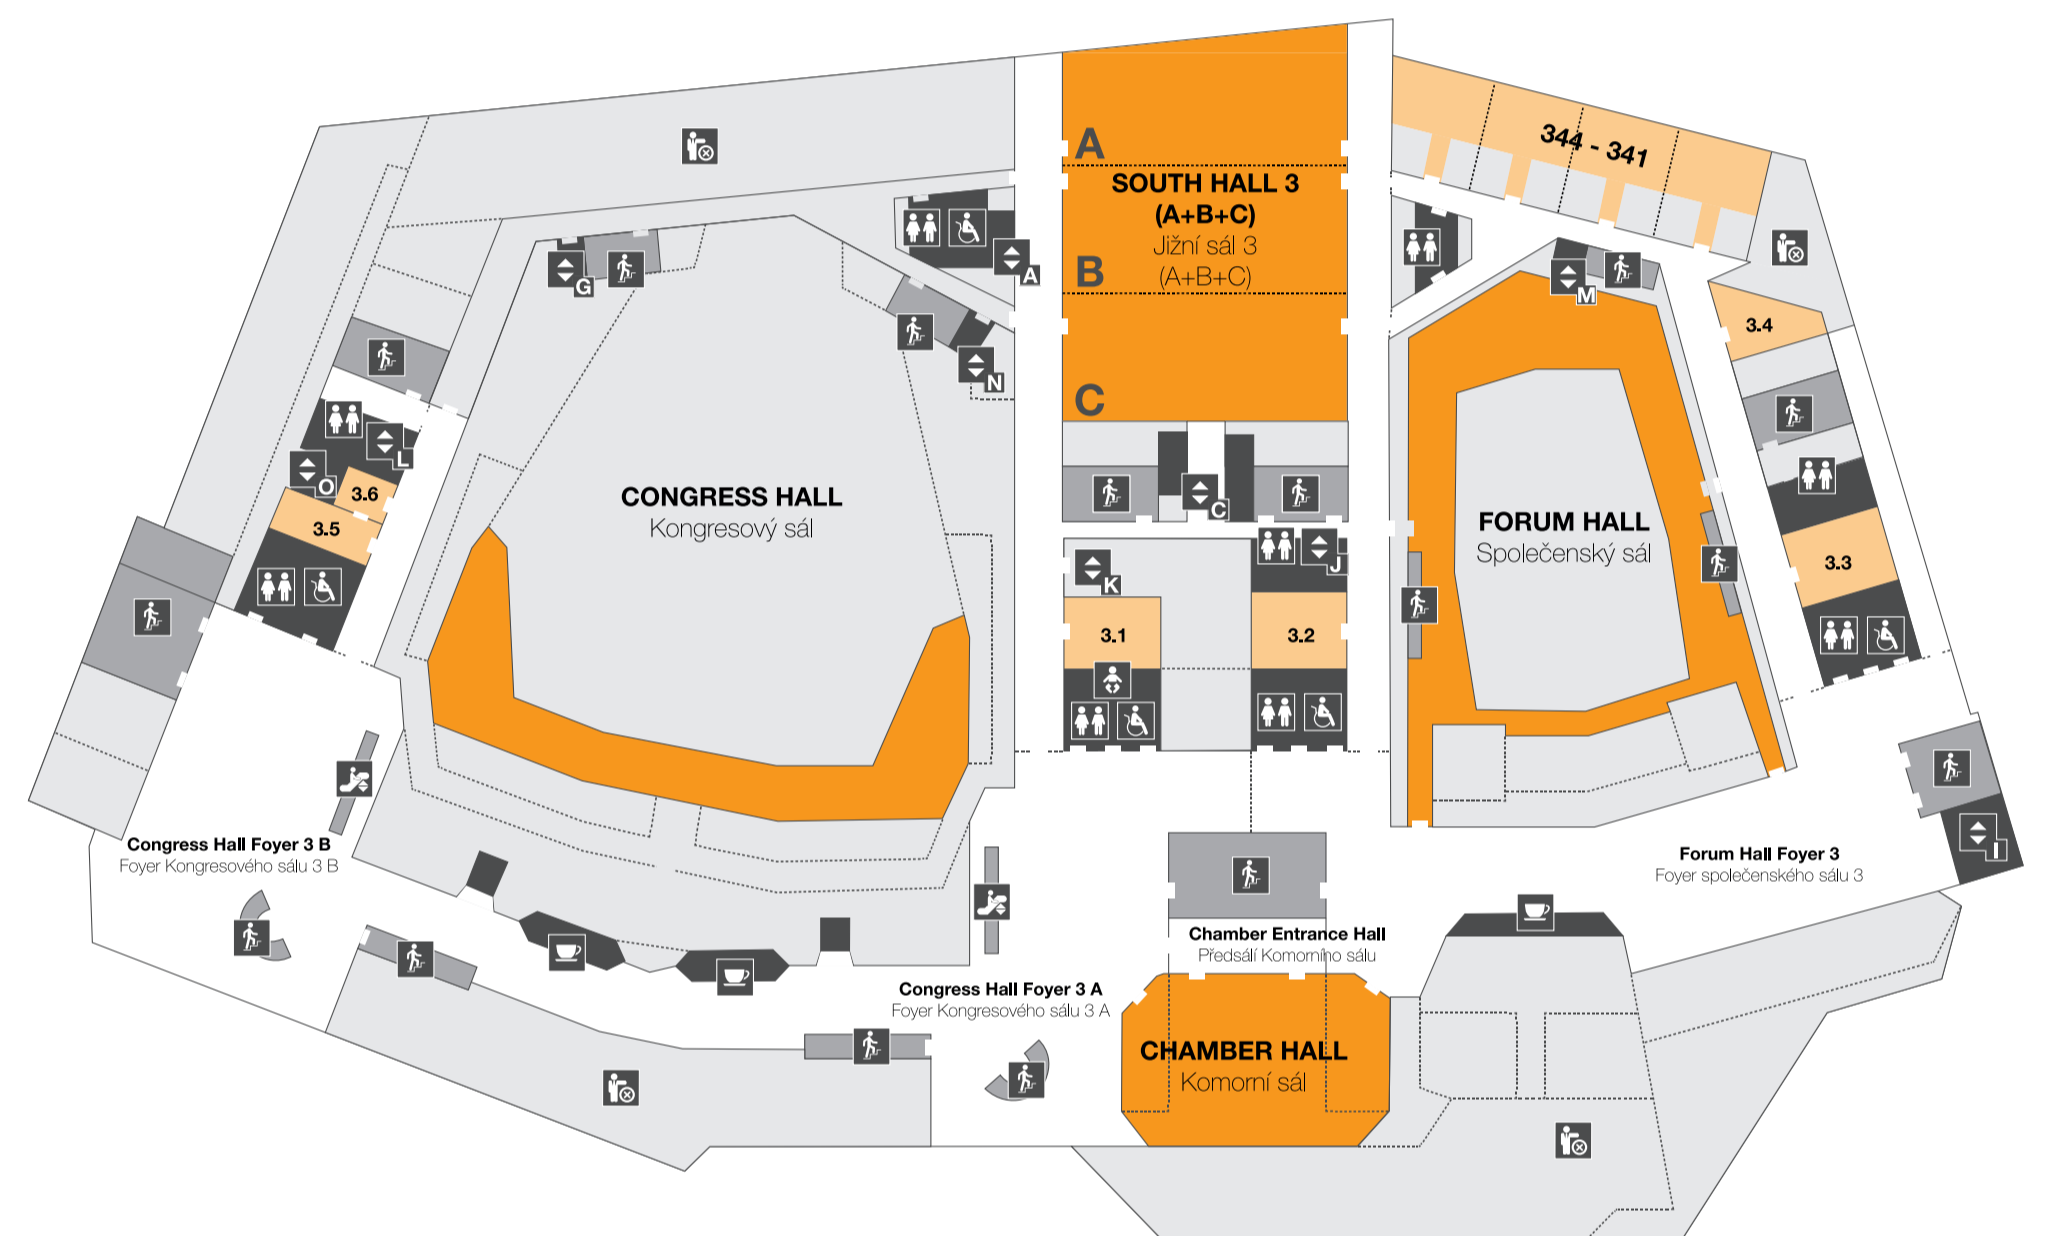 A
SOUTH HALL 3
(A+B+C)
Jižní sál 3
(A+B+C)
B
C
344 - 341
A
G
N
M
3.4
L
O
3.6
3.5
CONGRESS HALL
Kongresový sál
C
FORUM HALL
Společenský sál
J
K
3.1
3.2
3.3
Congress Hall Foyer 3 B
Foyer Kongresového sálu 3 B
Forum Hall Foyer 3
Foyer společenského sálu 3
I
Chamber Entrance Hall
Předsálí Komorního sálu
Congress Hall Foyer 3 A
Foyer Kongresového sálu 3 A
CHAMBER HALL
Komorní sál